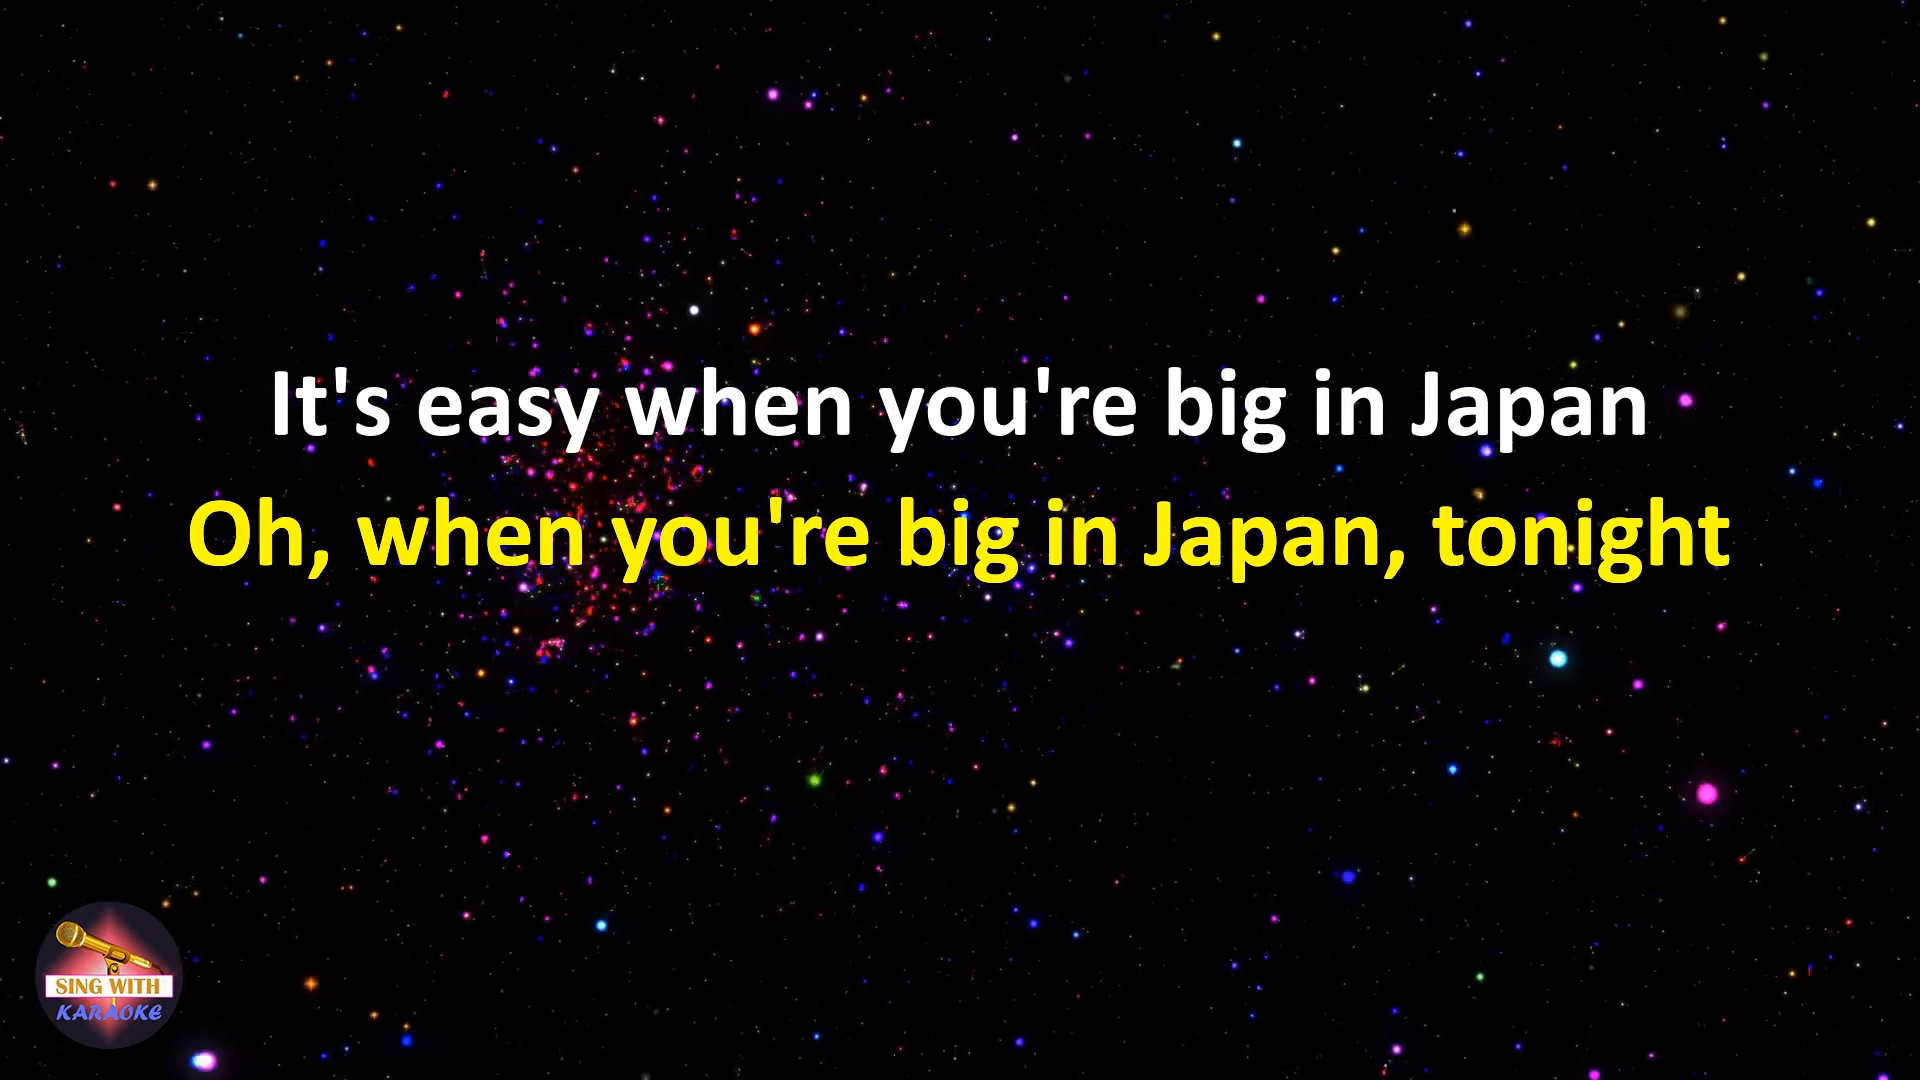 It's easy when you're big in Japan
Oh, when you're big in Japan, tonight
SING WITH
KARAOKE